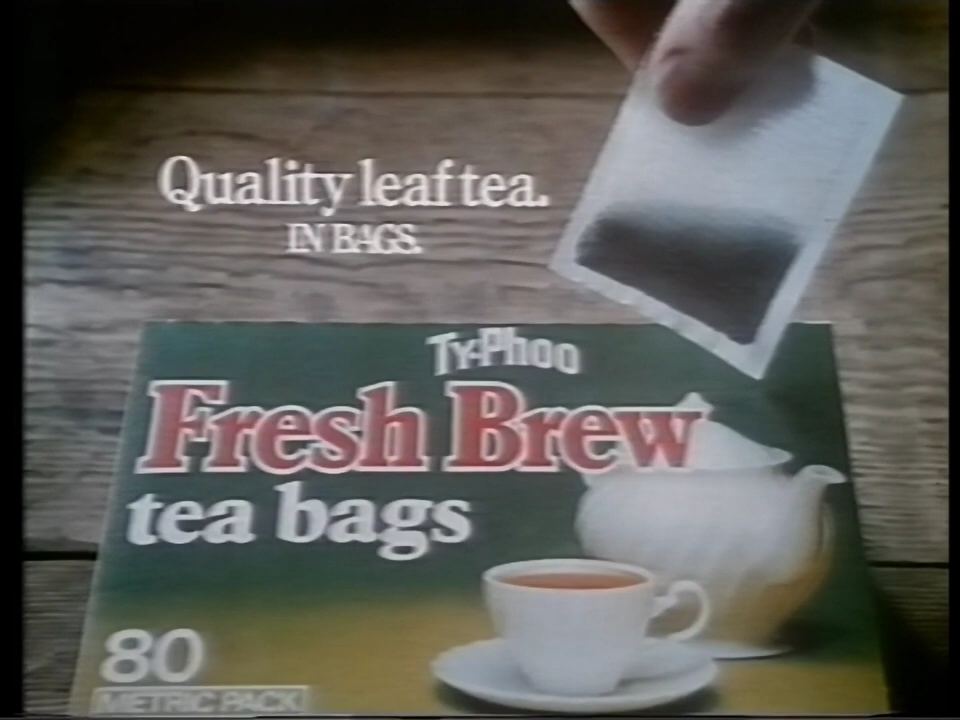 Quality leaf tea.
IN BAGS.
Ty·Phoo
Fresh Brew
tea bags
80
METRIC PACK